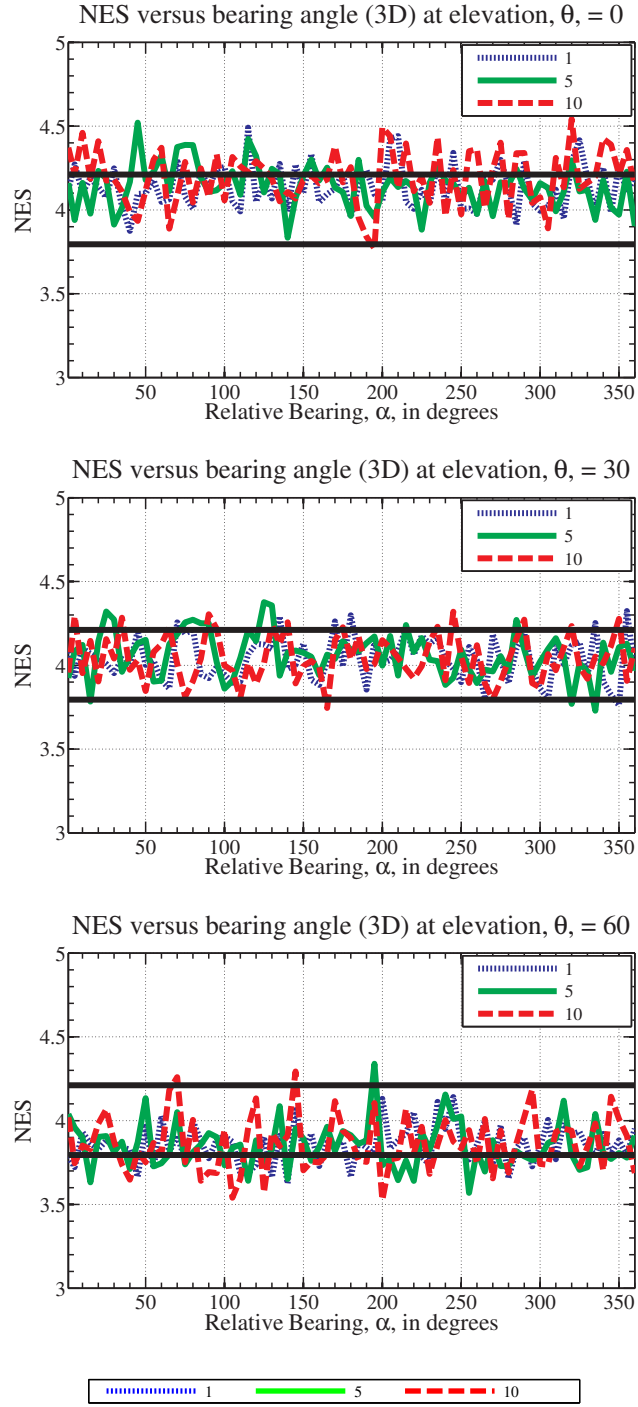 NES versus bearing angle (3D) at elevation, θ, = 0
5
4.5
4
3.5
3
NES
1
5
10
50 100 150 200 250 300 350
Relative Bearing, α, in degrees
NES versus bearing angle (3D) at elevation, θ, = 30
5
4.5
4
3.5
3
NES
1
5
10
50 100 150 200 250 300 350
Relative Bearing, α, in degrees
NES versus bearing angle (3D) at elevation, θ, = 60
5
4.5
4
3.5
3
NES
1
5
10
50 100 150 200 250 300 350
Relative Bearing, α, in degrees
1 5 10